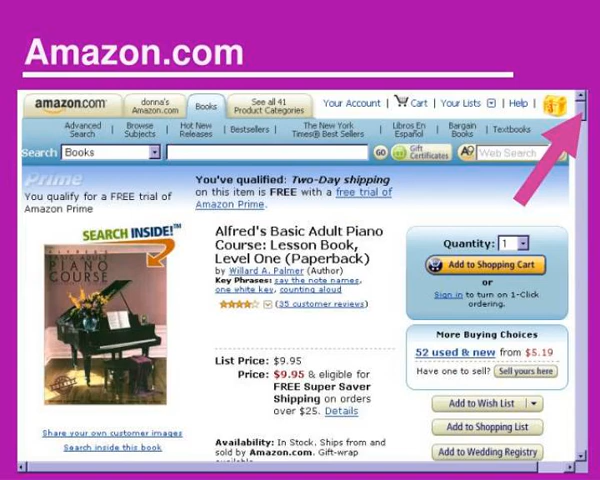 Amazon.com
amazon.com
donna's
Amazon.com
Books
See all 41
Product Categories
Your Account | Cart | Your Lists | Help |
Advanced
Search
| Browse
Subjects
| Hot New
Releases
| Bestsellers |
The New York
Times® Best Sellers
| Libros En
Español
| Bargain
Books
| Textbooks
Search Books GO Gift
Certificates A9 Web Search
Prime
You qualify for a FREE trial of
Amazon Prime
You've qualified: Two-Day shipping
on this item is FREE with a free trial of
Amazon Prime.
SEARCH INSIDE!™
ALFRED'S
BASIC ADULT
PIANO
COURSE
Share your own customer images
Search inside this book
Alfred's Basic Adult Piano
Course: Lesson Book,
Level One (Paperback)
by Willard A. Palmer (Author)
Key Phrases: say the note names,
one white key, counting aloud
(35 customer reviews)
List Price: $9.95
Price: $9.95 & eligible for
FREE Super Saver
Shipping on orders
over $25. Details
Availability: In Stock. Ships from and
sold by Amazon.com. Gift-wrap
available.
Quantity: 1
Add to Shopping Cart
or
Sign in to turn on 1-Click
ordering.
More Buying Choices
52 used & new from $5.19
Have one to sell? Sell yours here
Add to Wish List
Add to Shopping List
Add to Wedding Registry